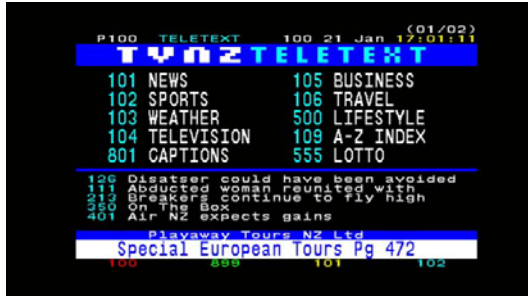 (01/02)
P100 TELETEXT 100 21 Jan 17:01:11
TVNZ TELETEXT
101 NEWS 105 BUSINESS
102 SPORTS 106 TRAVEL
103 WEATHER 500 LIFESTYLE
104 TELEVISION 109 A-Z INDEX
801 CAPTIONS 555 LOTTO
126 Disatser could have been avoided
111 Abducted woman reunited with
213 Breakers continue to fly high
350 On The Box
401 Air NZ expects gains
Playaway Tours NZ Ltd
Special European Tours Pg 472
100 899 101 102